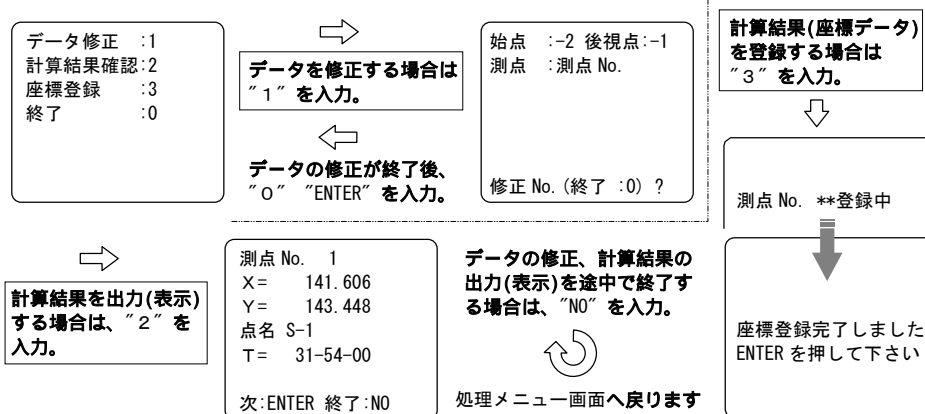 データ修正 :1
計算結果確認:2
座標登録 :3
終了 :0
データを修正する場合は
″1″ を入力。
データの修正が終了後、
″0″ ″ENTER″ を入力。
始点 :-2 後視点:-1
測点 :測点 No.
修正 No.(終了 :0) ?
計算結果(座標データ)
を登録する場合は
″3″ を入力。
測点 No. **登録中
座標登録完了しました
ENTER を押して下さい
計算結果を出力(表示)
する場合は、″2″ を
入力。
測点 No. 1
X= 141.606
Y= 143.448
点名 S-1
T= 31-54-00
次:ENTER 終了:NO
データの修正、計算結果の
出力(表示)を途中で終了す
る場合は、″NO″ を入力。
処理メニュー画面へ戻ります